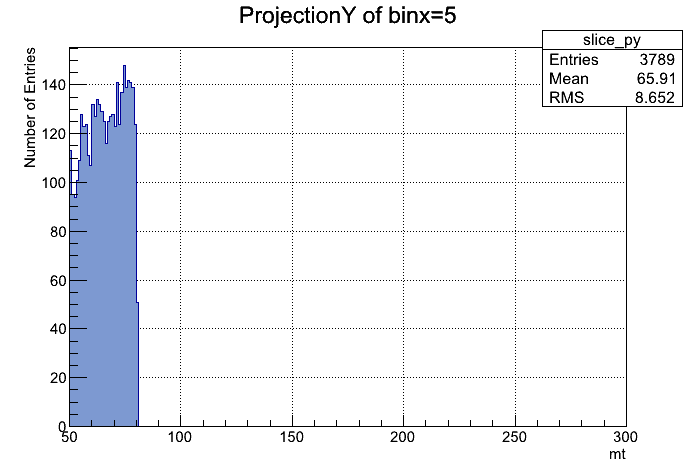 ProjectionY of binx=5
slice_py
Entries 3789
Mean 65.91
RMS 8.652
Number of Entries
140
120
100
80
60
40
20
0
50 100 150 200 250 300
mt